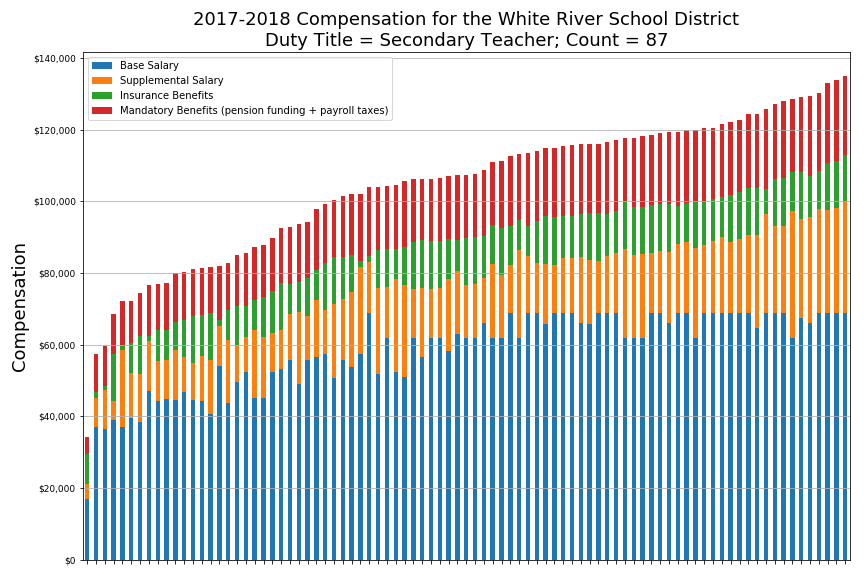 2017-2018 Compensation for the White River School District
Duty Title = Secondary Teacher; Count = 87
Compensation
$140,000
$120,000
$100,000
$80,000
$60,000
$40,000
$20,000
$0
Base Salary
Supplemental Salary
Insurance Benefits
Mandatory Benefits (pension funding + payroll taxes)